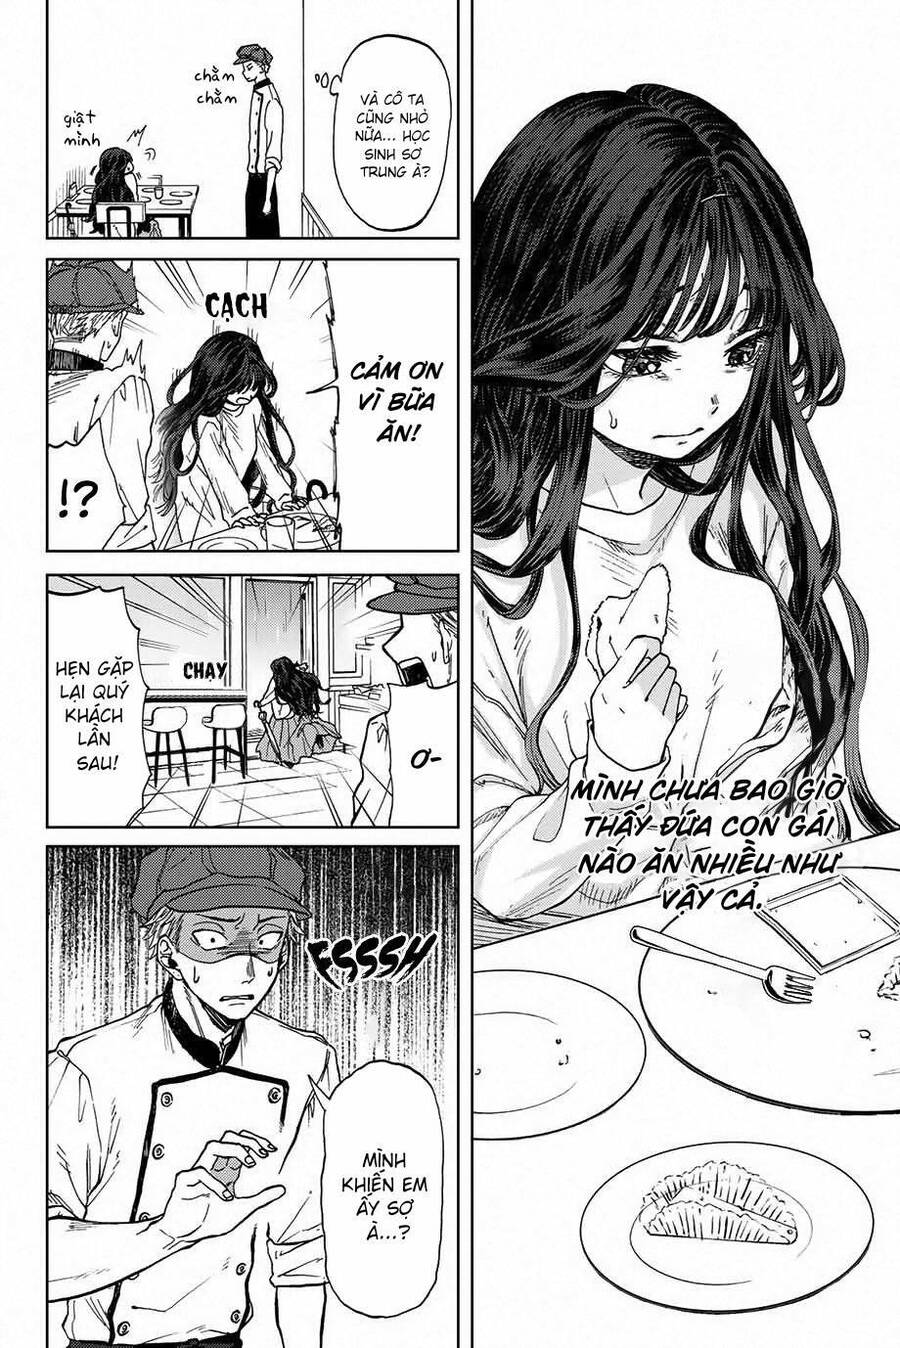 MÌNH CHƯA BAO GIỜ
THẤY ĐỨA CON GÁI
NÀO ĂN NHIỀU NHƯ
VẬY CẢ.
VÀ CÔ TA
CŨNG NHỎ
NỮA... HỌC
SINH SƠ
TRUNG À?
chằm
chằm
giật
mình
CẠCH
CẢM ƠN
VÌ BỮA
ĂN!
!?
CHẠY
HẸN GẶP
LẠI QUÝ
KHÁCH
LẦN
SAU!
Ơ-
FSSSH
MÌNH
KHIẾN EM
ẤY SỢ
À...?